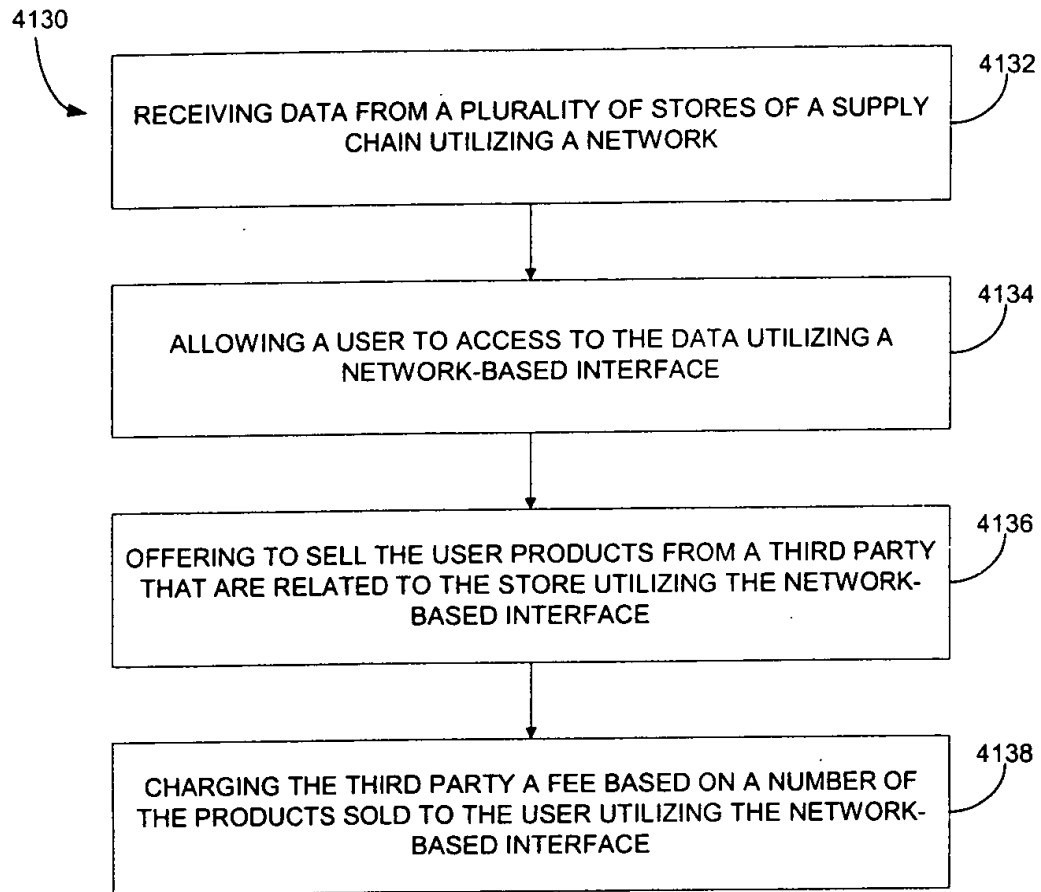 4130
4132
RECEIVING DATA FROM A PLURALITY OF STORES OF A SUPPLY
CHAIN UTILIZING A NETWORK
4134
ALLOWING A USER TO ACCESS TO THE DATA UTILIZING A
NETWORK-BASED INTERFACE
4136
OFFERING TO SELL THE USER PRODUCTS FROM A THIRD PARTY
THAT ARE RELATED TO THE STORE UTILIZING THE NETWORK-
BASED INTERFACE
4138
CHARGING THE THIRD PARTY A FEE BASED ON A NUMBER OF
THE PRODUCTS SOLD TO THE USER UTILIZING THE NETWORK-
BASED INTERFACE